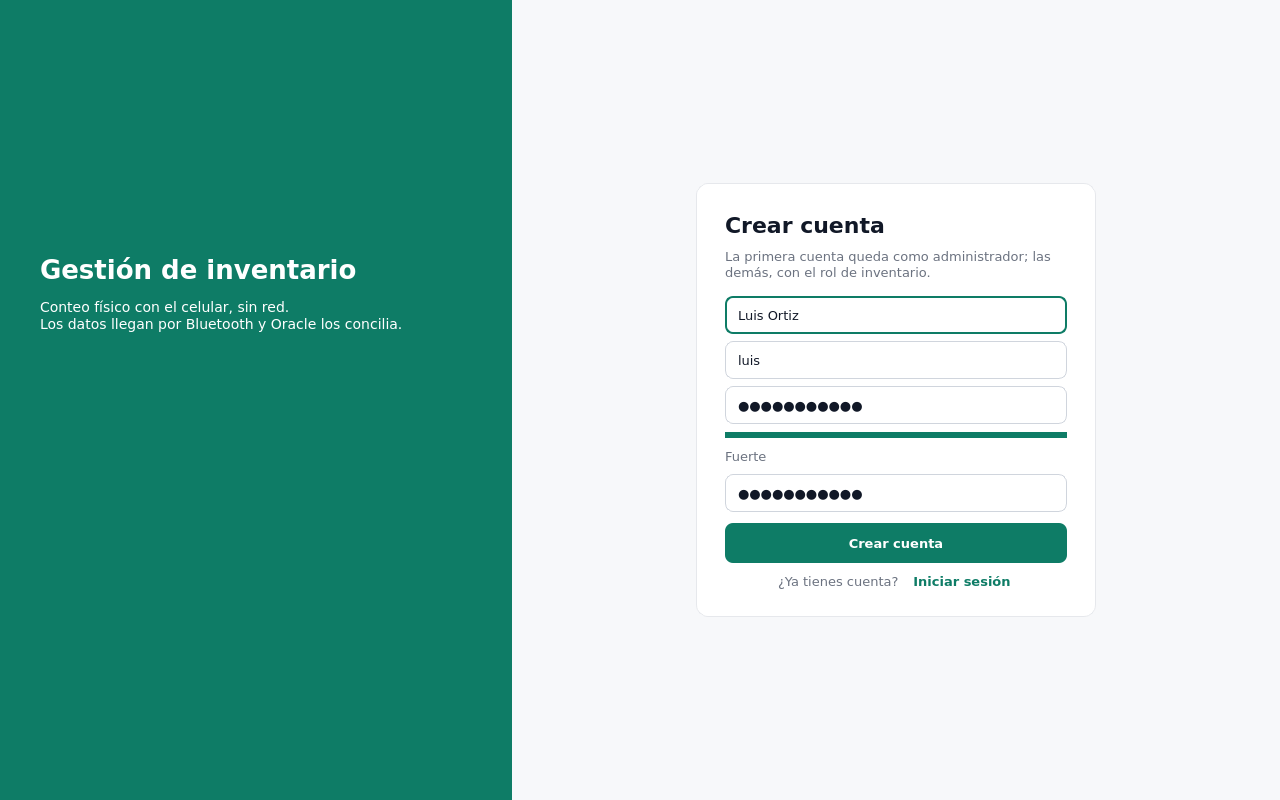 Gestión de inventario
Conteo físico con el celular, sin red.
Los datos llegan por Bluetooth y Oracle los concilia.
Crear cuenta
La primera cuenta queda como administrador; las
demás, con el rol de inventario.
Luis Ortiz
luis
●●●●●●●●●●●
Fuerte
●●●●●●●●●●●
Crear cuenta
¿Ya tienes cuenta? Iniciar sesión